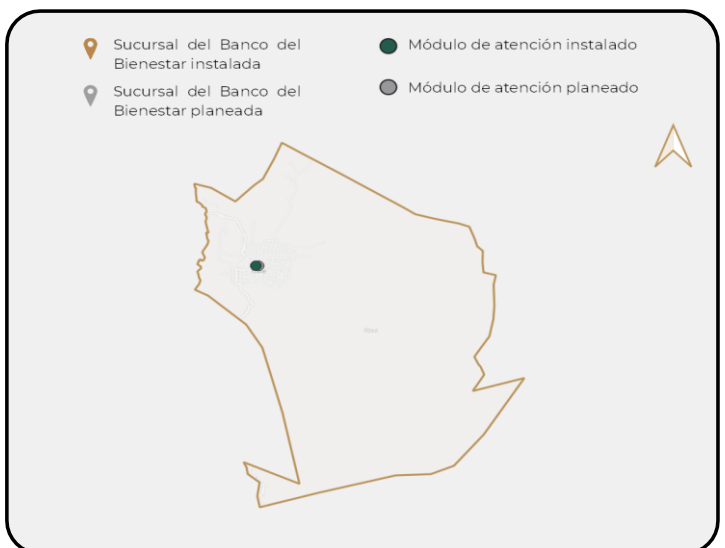 Sucursal del Banco del
Bienestar instalada
Sucursal del Banco del
Bienestar planeada
Módulo de atención instalado
Módulo de atención planeado